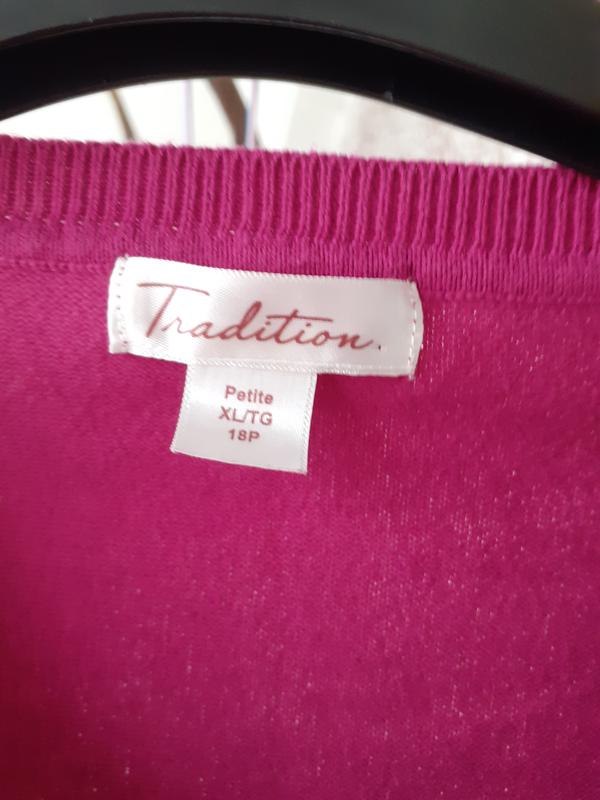 Tradition.
Petite
XL/TG
18P